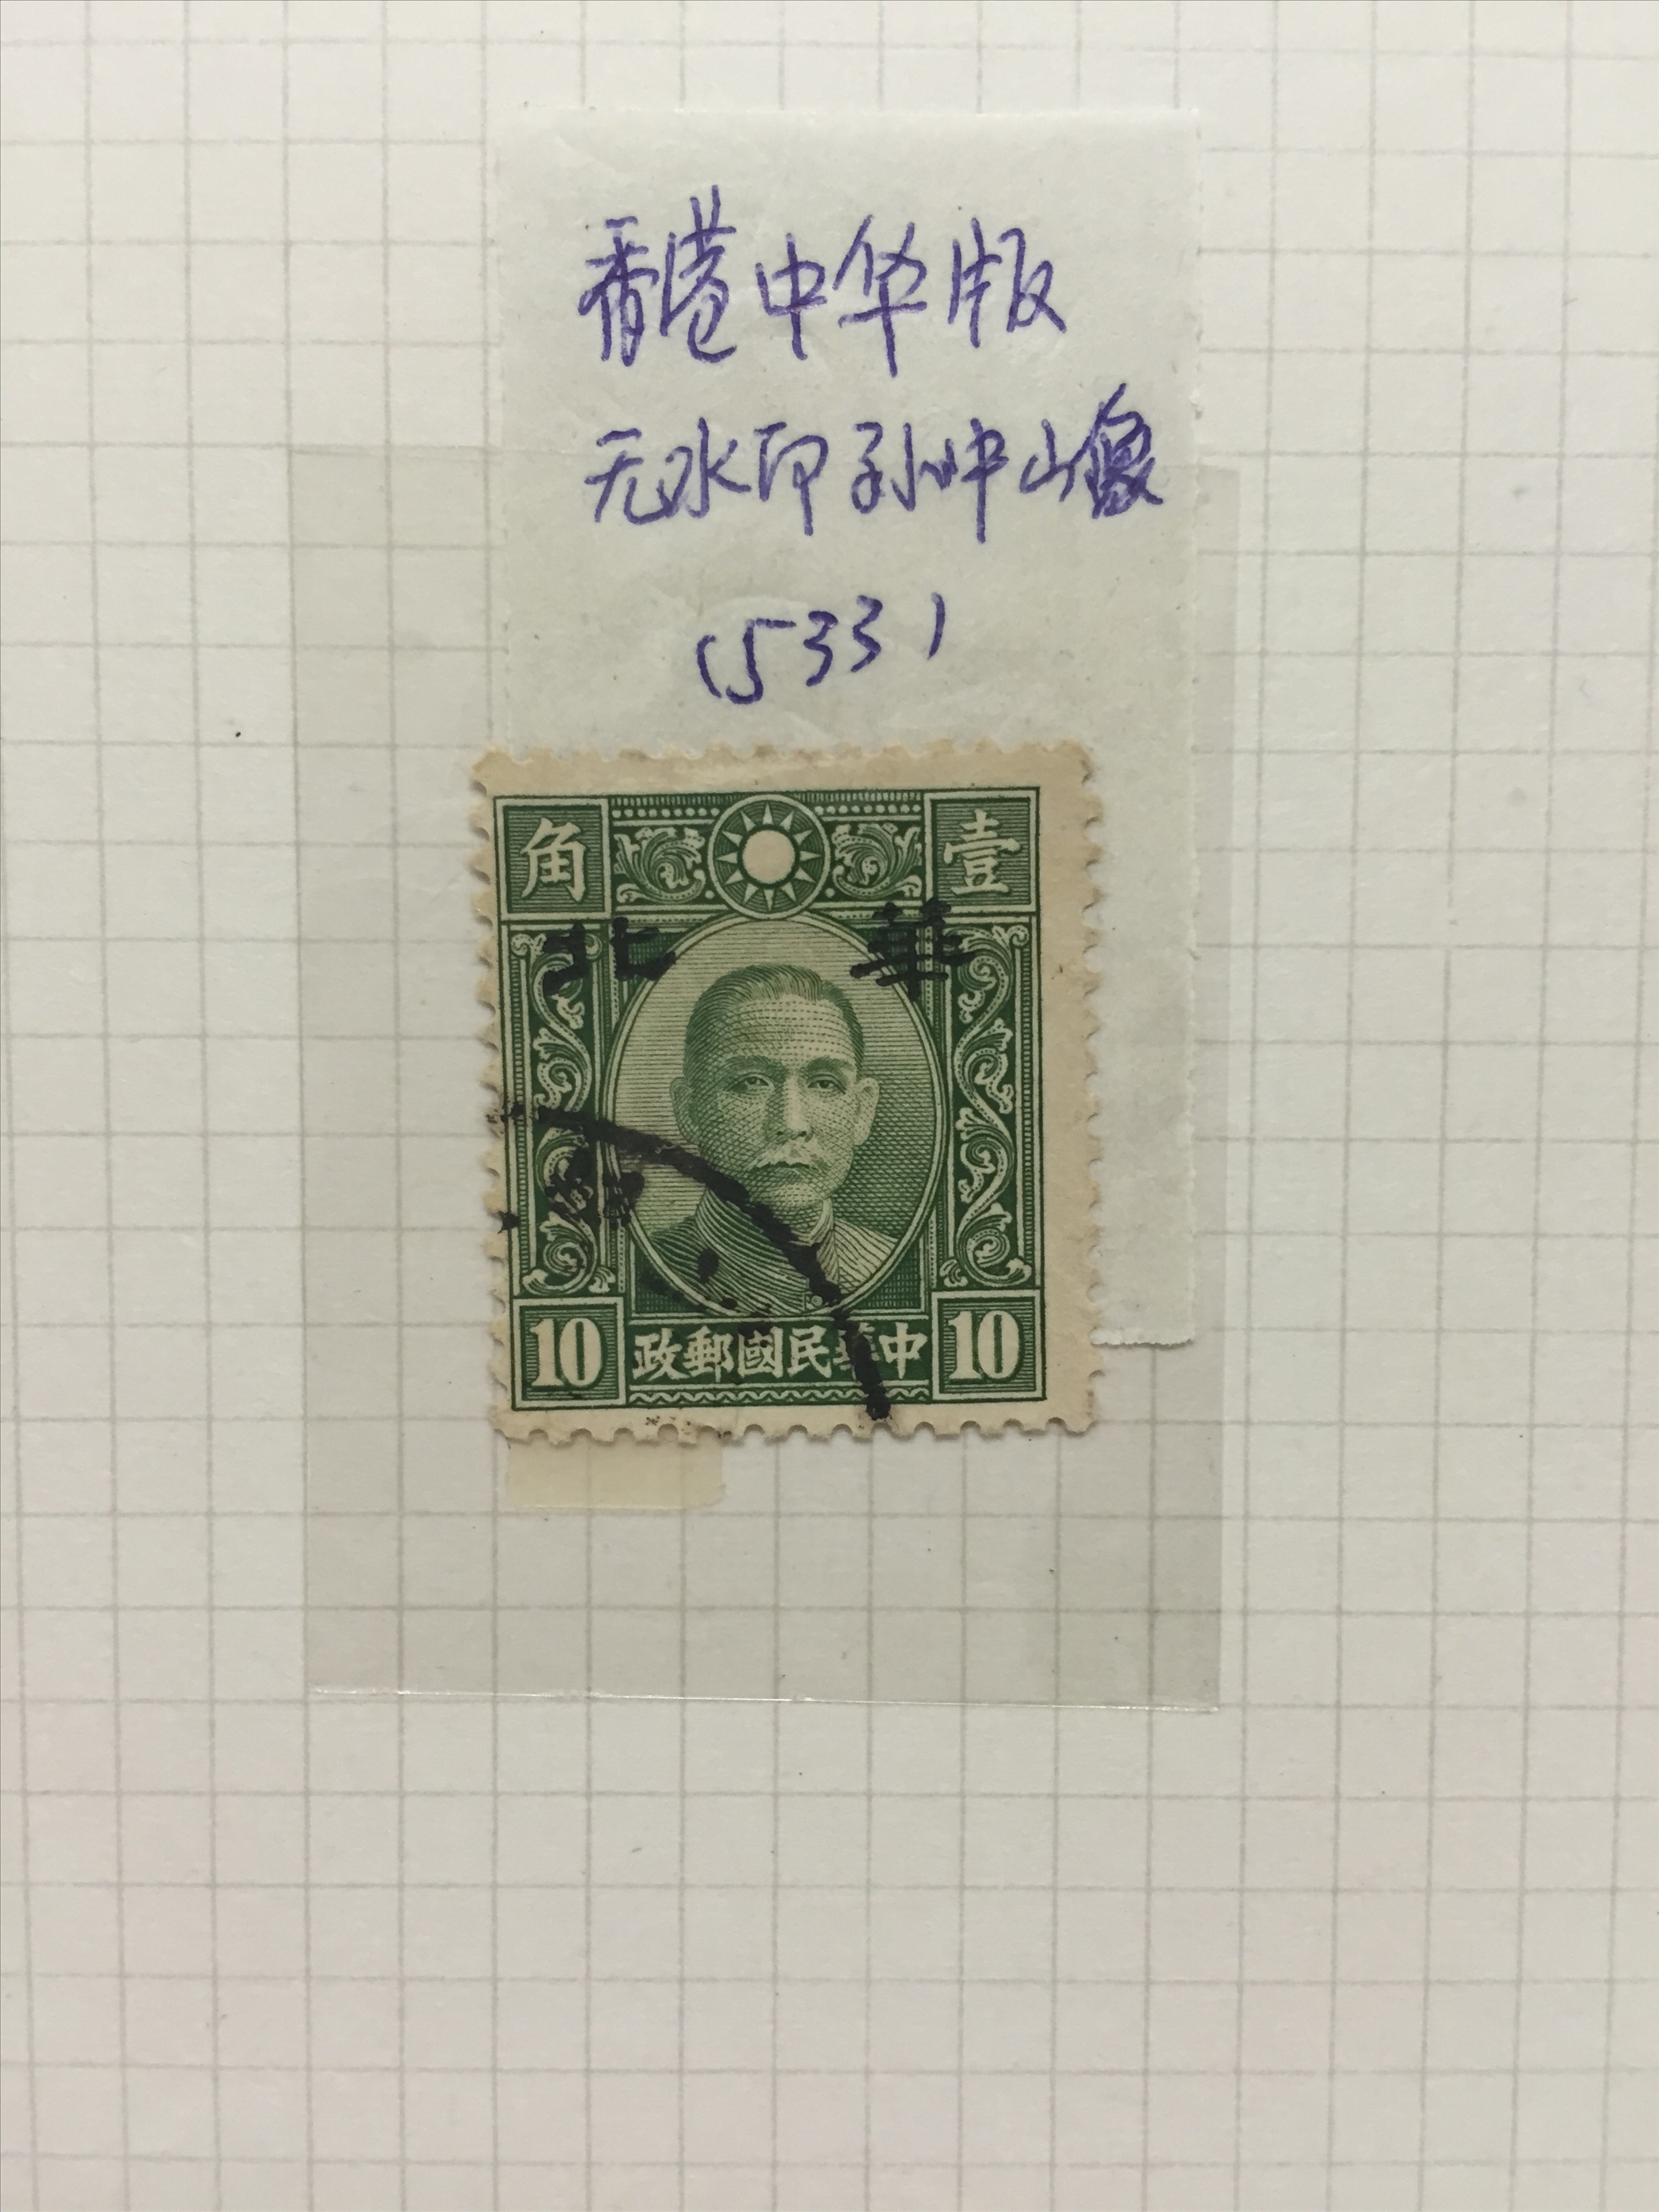 香港中华版
无水印孙中山像
(533)
角 壹
北 華
10 政郵國民華中 10